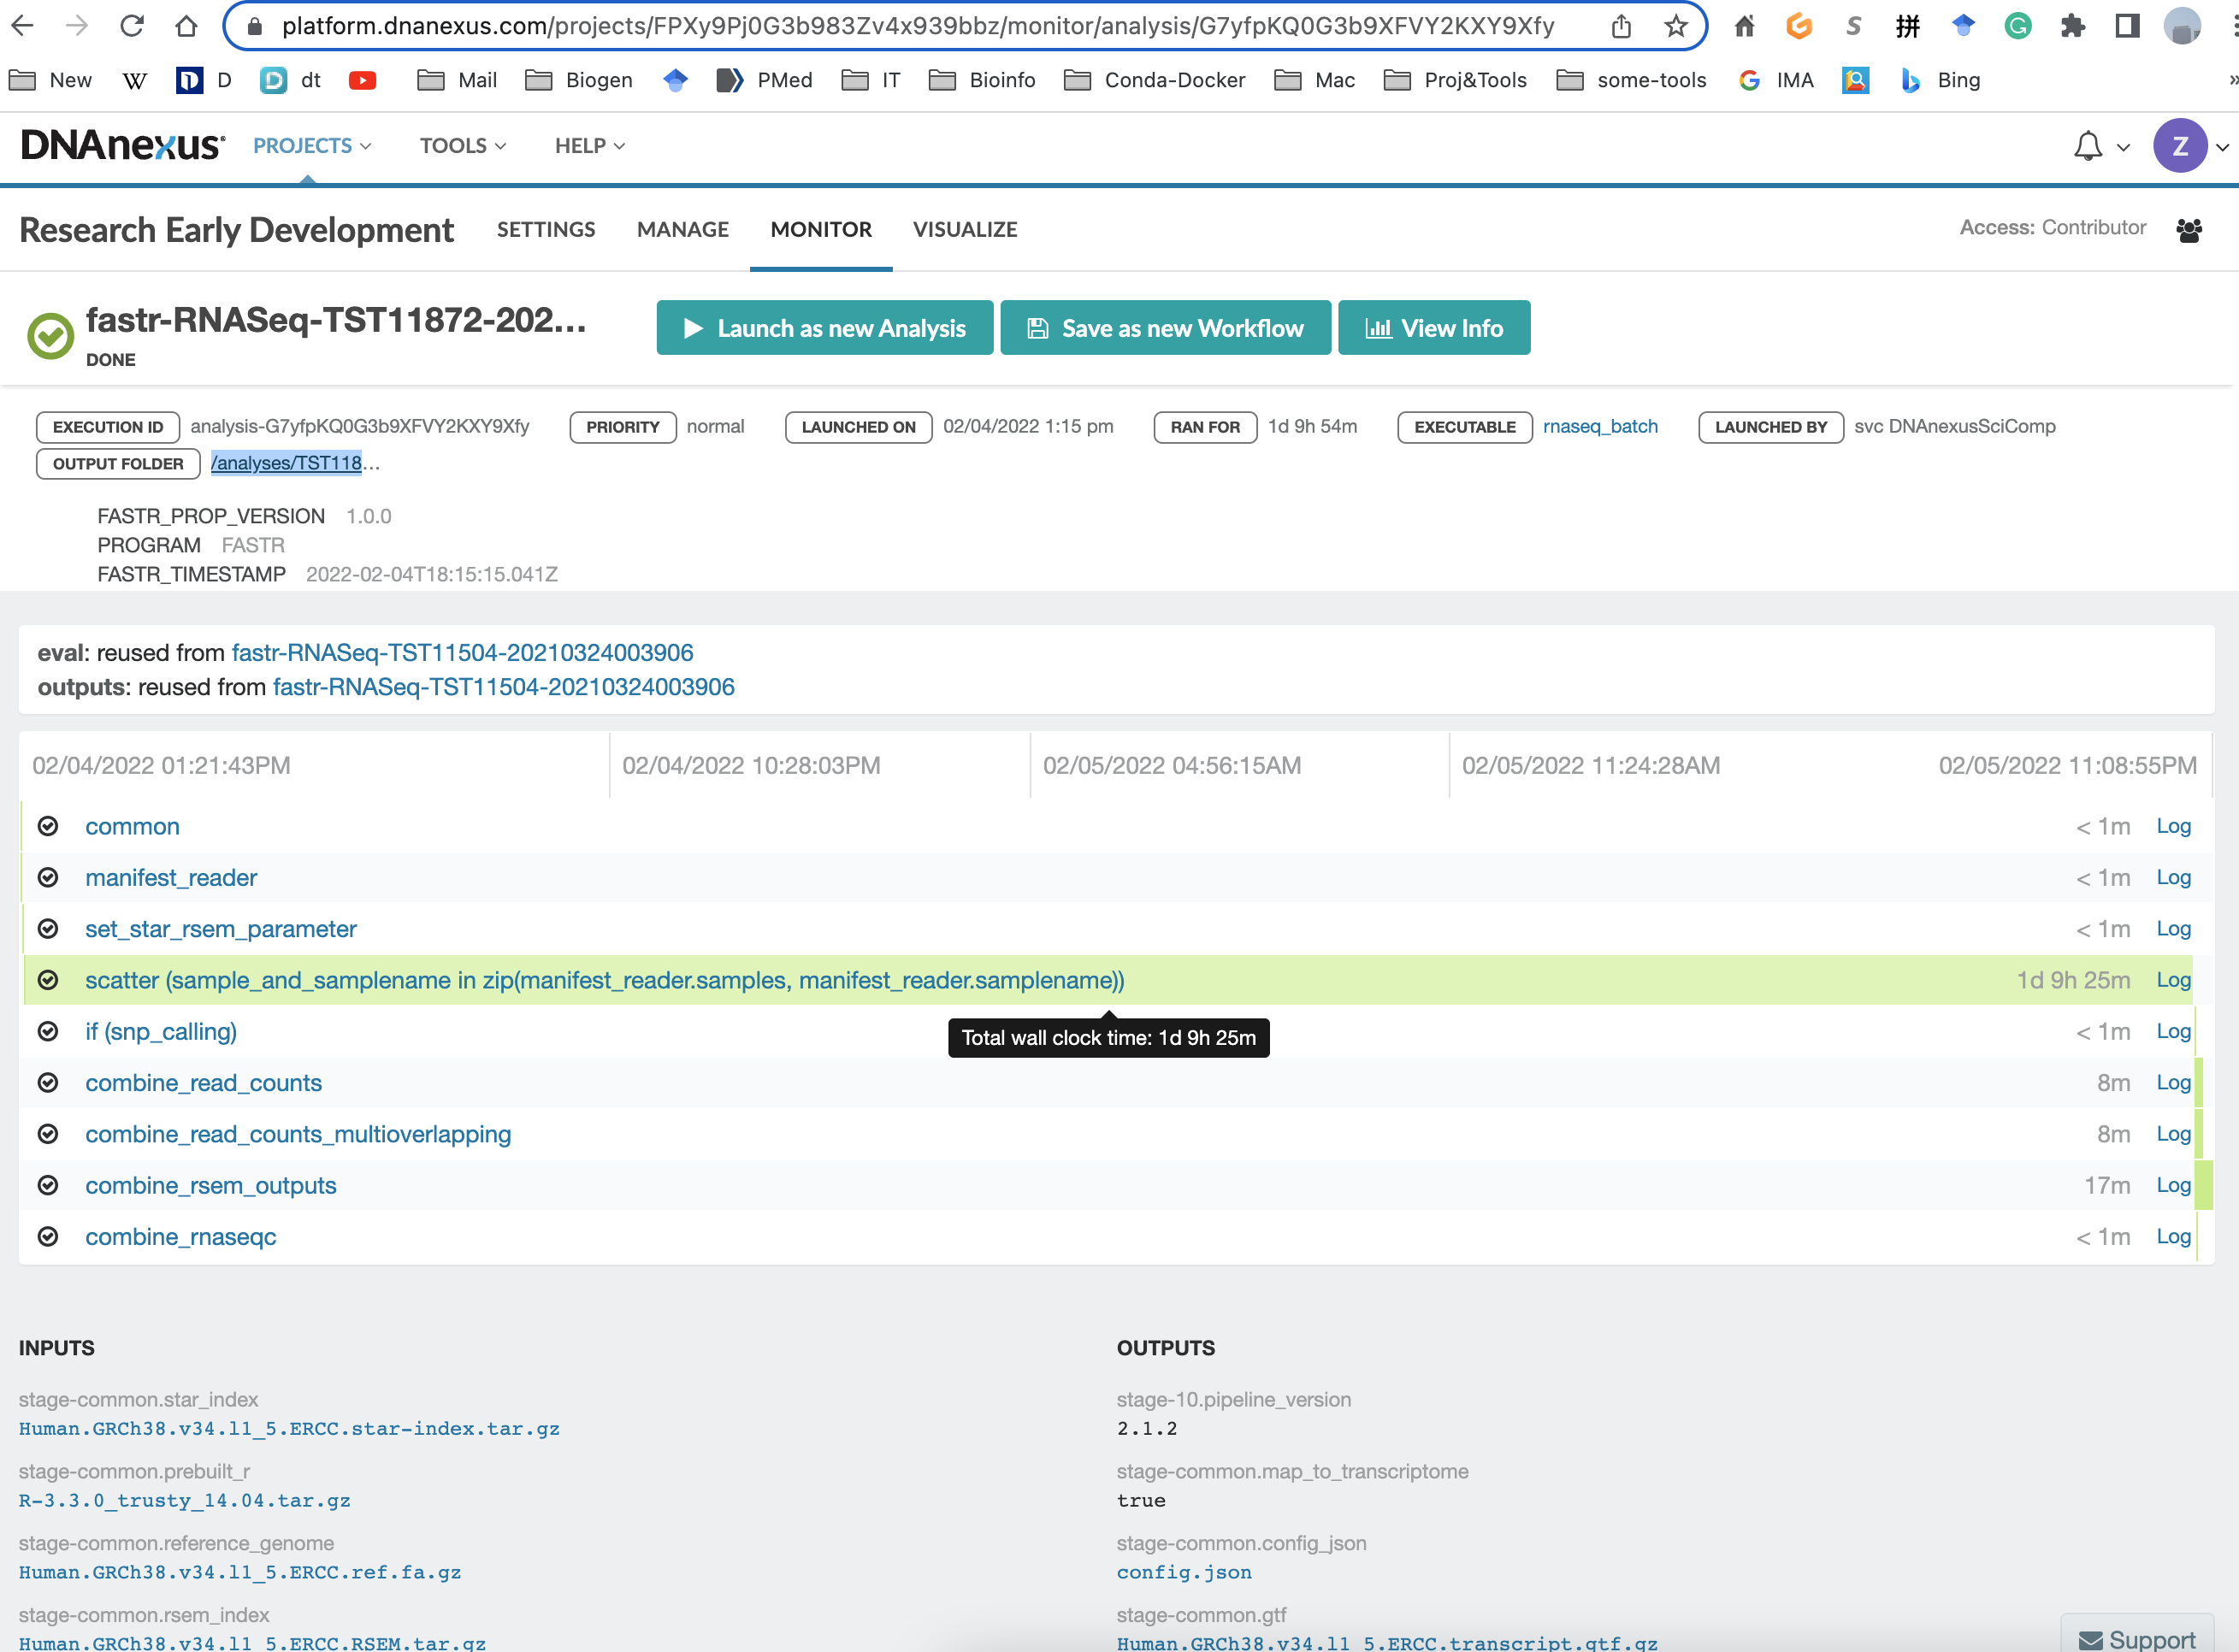 platform.dnanexus.com/projects/FPXy9Pj0G3b983Zv4x939bbz/monitor/analysis/G7yfpKQ0G3b9XFVY2KXY9Xfy
New W D D dt Mail Biogen PMed IT Bioinfo Conda-Docker Mac Proj&Tools some-tools IMA Bing »
DNAnexus PROJECTS TOOLS HELP Z
Research Early Development SETTINGS MANAGE MONITOR VISUALIZE Access: Contributor
fastr-RNASeq-TST11872-202... Launch as new Analysis Save as new Workflow View Info
DONE
EXECUTION ID analysis-G7yfpKQ0G3b9XFVY2KXY9Xfy PRIORITY normal LAUNCHED ON 02/04/2022 1:15 pm RAN FOR 1d 9h 54m EXECUTABLE rnaseq_batch LAUNCHED BY svc DNAnexusSciComp
OUTPUT FOLDER /analyses/TST118...
FASTR_PROP_VERSION 1.0.0
PROGRAM FASTR
FASTR_TIMESTAMP 2022-02-04T18:15:15.041Z
eval: reused from fastr-RNASeq-TST11504-20210324003906
outputs: reused from fastr-RNASeq-TST11504-20210324003906
02/04/2022 01:21:43PM 02/04/2022 10:28:03PM 02/05/2022 04:56:15AM 02/05/2022 11:24:28AM 02/05/2022 11:08:55PM
common < 1m Log
manifest_reader < 1m Log
set_star_rsem_parameter < 1m Log
scatter (sample_and_samplename in zip(manifest_reader.samples, manifest_reader.samplename)) 1d 9h 25m Log
if (snp_calling) < 1m Log
Total wall clock time: 1d 9h 25m
combine_read_counts 8m Log
combine_read_counts_multioverlapping 8m Log
combine_rsem_outputs 17m Log
combine_rnaseqc < 1m Log
INPUTS OUTPUTS
stage-common.star_index stage-10.pipeline_version
Human.GRCh38.v34.l1_5.ERCC.star-index.tar.gz 2.1.2
stage-common.prebuilt_r stage-common.map_to_transcriptome
R-3.3.0_trusty_14.04.tar.gz true
stage-common.reference_genome stage-common.config_json
Human.GRCh38.v34.l1_5.ERCC.ref.fa.gz config.json
stage-common.rsem_index stage-common.gtf
Human.GRCh38.v34.l1_5.ERCC.RSEM.tar.gz Human.GRCh38.v34.l1_5.ERCC.transcript.gtf.gz
Support